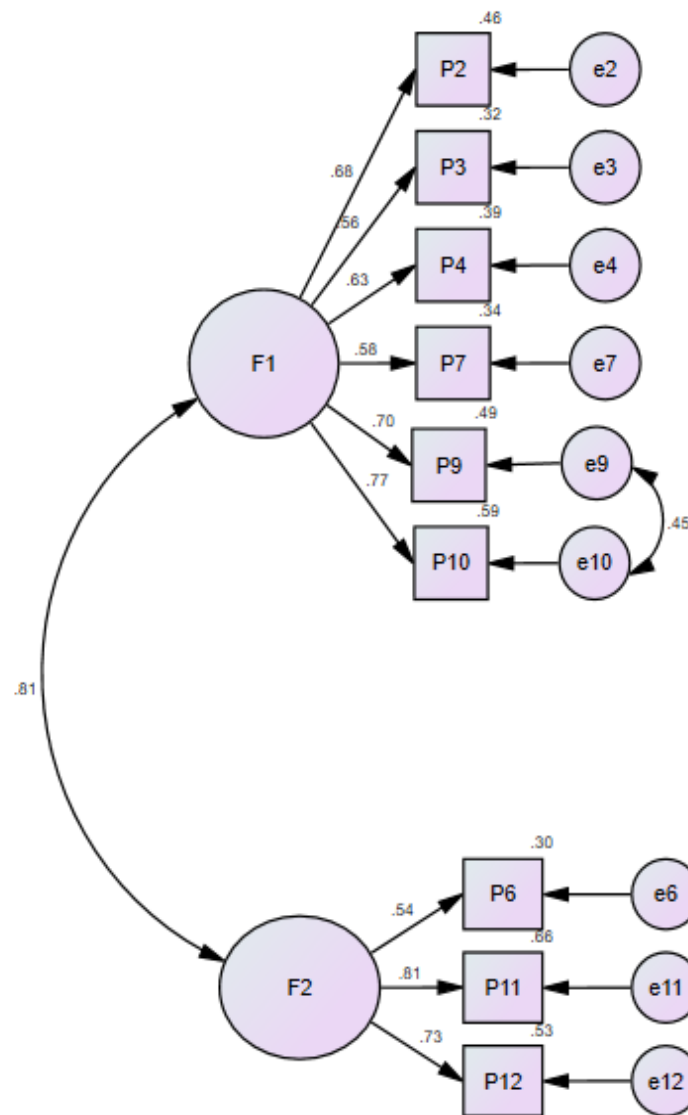 .46
P2
e2
.32
.68
P3
e3
.56
.39
P4
e4
.63
.34
F1
.58
P7
e7
.49
.70
P9
e9
.77
.59
.45
P10
e10
.81
.30
P6
e6
.54
.66
F2
.81
P11
e11
.73
.53
P12
e12